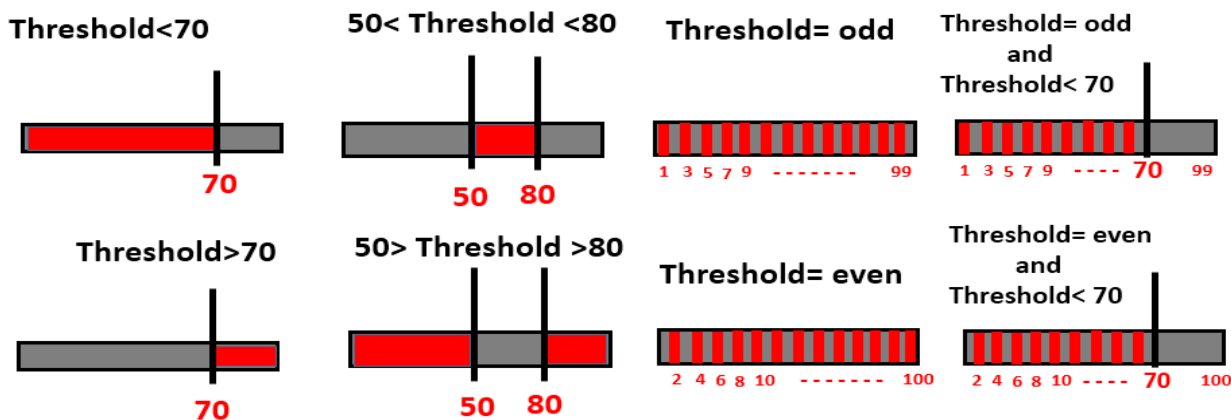 Threshold<70
70
50< Threshold <80
50 80
Threshold= odd
1 3 5 7 9 - - - - - - - 99
Threshold= odd
and
Threshold< 70
1 3 5 7 9 - - - - 70 99
Threshold>70
70
50> Threshold >80
50 80
Threshold= even
2 4 6 8 10 - - - - - - - 100
Threshold= even
and
Threshold< 70
2 4 6 8 10 - - - - 70 100